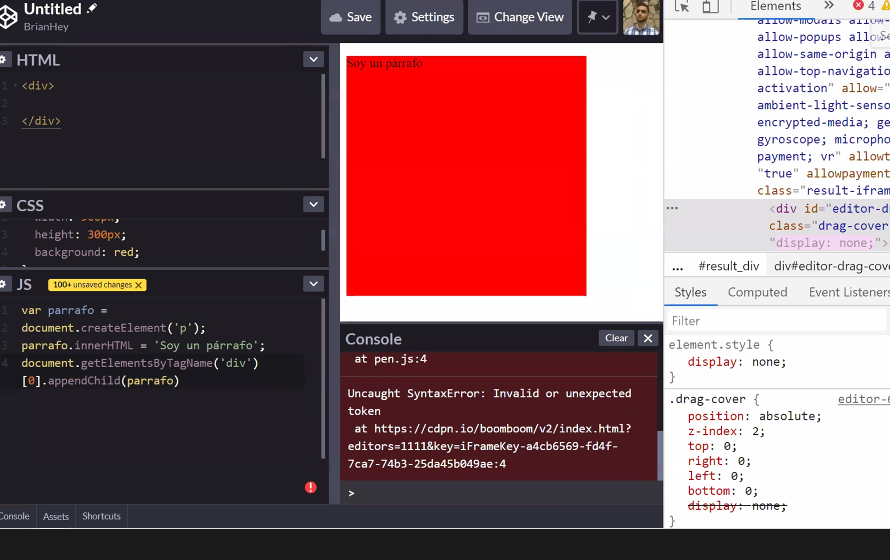 Untitled
BrianHey
Save
Settings
Change View
HTML
1 <div>
2
3 </div>
CSS
height: 300px;
background: red;
JS
100+ unsaved changes X
1 var parrafo =
2 document.createElement('p');
3 parrafo.innerHTML = 'Soy un párrafo';
4 document.getElementsByTagName('div')
[0].appendChild(parrafo)
Console
Assets
Shortcuts
Soy un párrafo
Console
Clear
at pen.js:4
Uncaught SyntaxError: Invalid or unexpected
token
at https://cdpn.io/boomboom/v2/index.html?
editors=1111&key=iFrameKey-a4cb6569-fd4f-
7ca7-74b3-25da45b049ae:4
>
Elements
»
4
allow-popups allow-
allow-same-origin a
allow-top-navigatio
activation" allow="
ambient-light-senso
encrypted-media; ge
gyroscope; micropho
payment; vr" allowt
"true" allowpayment
class="result-ifram
<div id="editor-dr
class="drag-cover
"display: none;">
... #result_div div#editor-drag-cove
Styles
Computed
Event Listeners
Filter
element.style {
display: none;
}
.drag-cover {
editor-
position: absolute;
z-index: 2;
top: 0;
right: 0;
left: 0;
bottom: 0;
display: none;
}